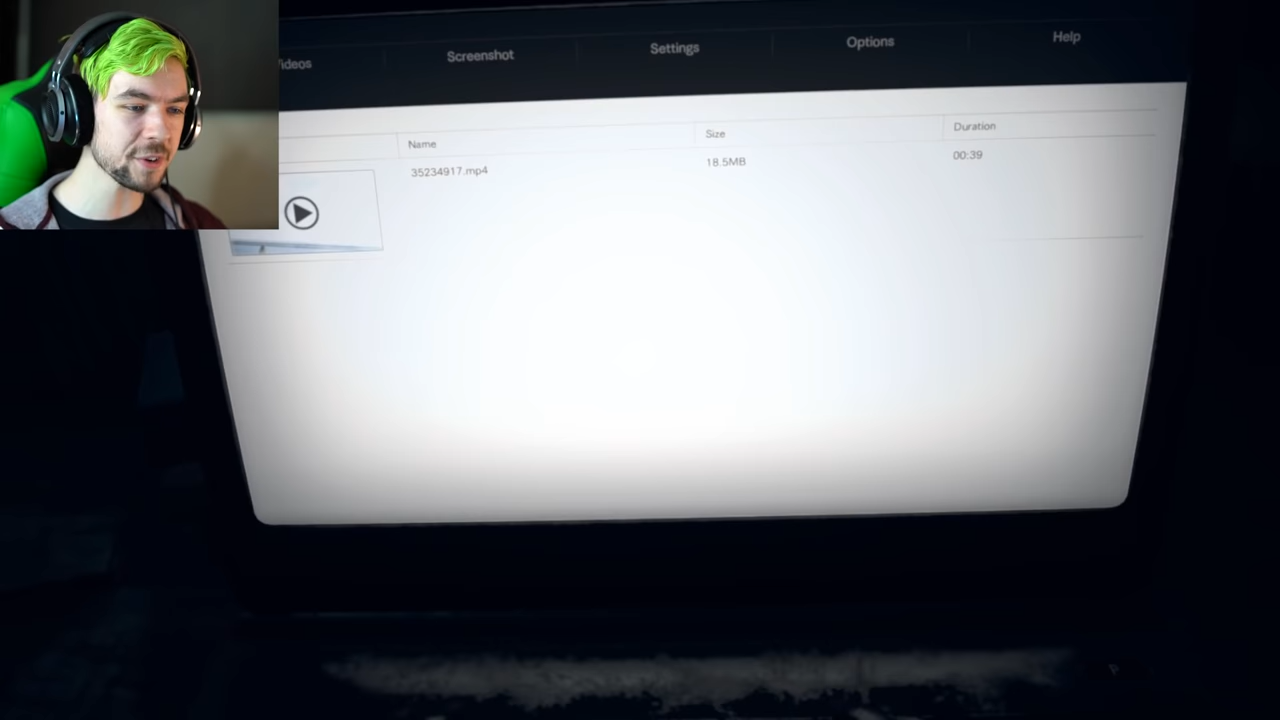 Videos Screenshot Settings Options Help
Name Size Duration
35234917.mp4 18.5MB 00:39